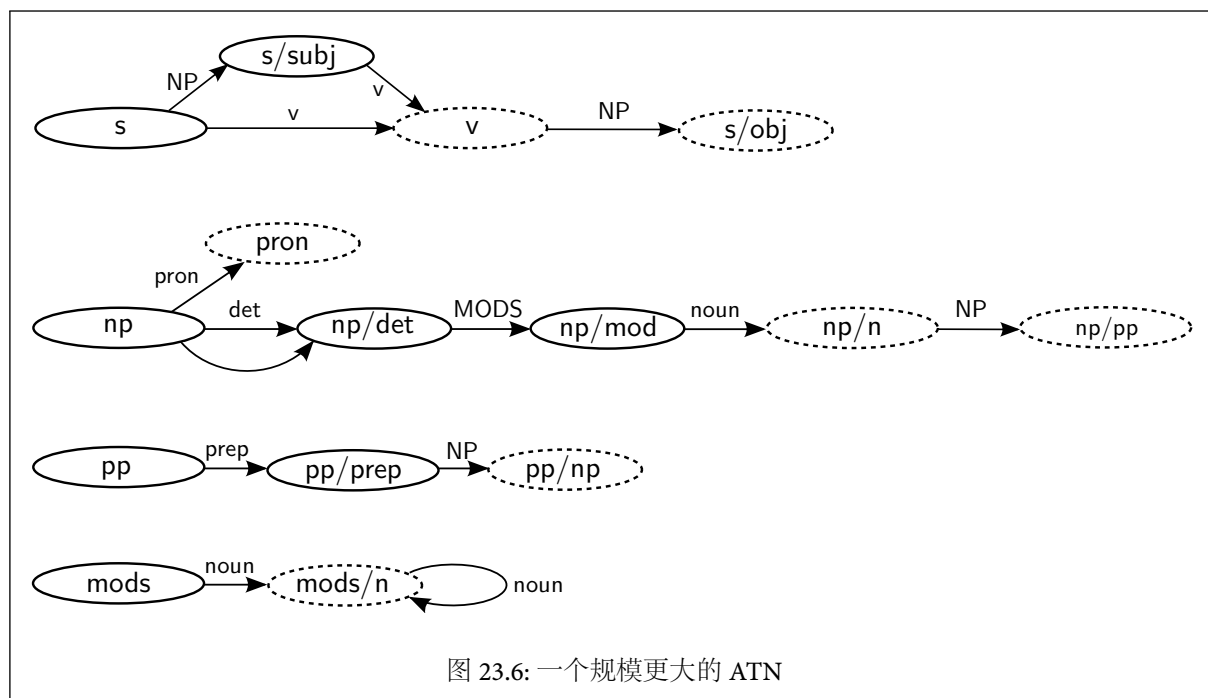 s/subj
NP
v
s
v
v
NP
s/obj
pron
pron
np
det
np/det
MODS
np/mod
noun
np/n
NP
np/pp
pp
prep
pp/prep
NP
pp/np
mods
noun
mods/n
noun
图 23.6: 一个规模更大的 ATN